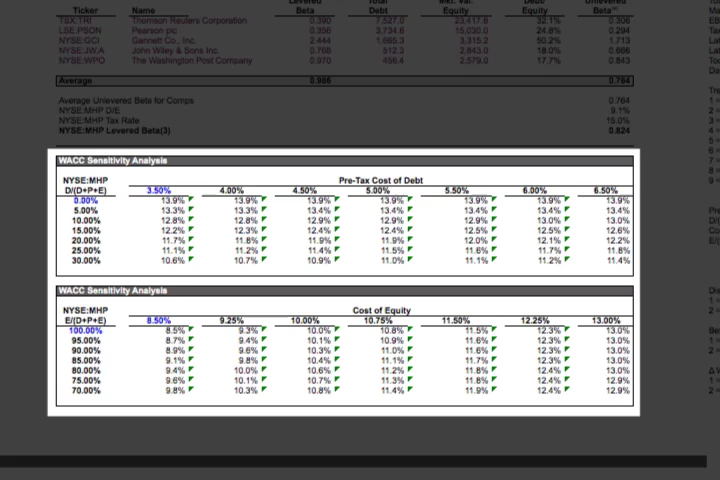 Levered Total Mkt. Val. Debt/ Unlevered
Ticker Name Beta Debt Equity Equity Beta
TSX:TRI Thomson Reuters Corporation 0.390 7,527.0 23,417.6 32.1% 0.306
LSE:PSON Pearson plc 0.356 3,734.6 15,030.0 24.8% 0.294
NYSE:GCI Gannett Co., Inc. 2.444 1,665.3 3,315.2 50.2% 1.713
NYSE:JW.A John Wiley & Sons Inc. 0.768 512.3 2,843.0 18.0% 0.666
NYSE:WPO The Washington Post Company 0.970 456.4 2,579.0 17.7% 0.843
Average 0.986 0.764
Average Unlevered Beta for Comps 0.764
NYSE:MHP D/E 9.1%
NYSE:MHP Tax Rate 15.0%
NYSE:MHP Levered Beta(3) 0.824
WACC Sensitivity Analysis
NYSE:MHP Pre-Tax Cost of Debt
D/(D+P+E) 3.50% 4.00% 4.50% 5.00% 5.50% 6.00% 6.50%
0.00% 13.9% 13.9% 13.9% 13.9% 13.9% 13.9% 13.9%
5.00% 13.3% 13.3% 13.4% 13.4% 13.4% 13.4% 13.4%
10.00% 12.8% 12.8% 12.9% 12.9% 12.9% 13.0% 13.0%
15.00% 12.2% 12.3% 12.4% 12.4% 12.5% 12.5% 12.6%
20.00% 11.7% 11.8% 11.9% 11.9% 12.0% 12.1% 12.2%
25.00% 11.1% 11.2% 11.4% 11.5% 11.6% 11.7% 11.8%
30.00% 10.6% 10.7% 10.9% 11.0% 11.1% 11.2% 11.4%
WACC Sensitivity Analysis
NYSE:MHP Cost of Equity
E/(D+P+E) 8.50% 9.25% 10.00% 10.75% 11.50% 12.25% 13.00%
100.00% 8.5% 9.3% 10.0% 10.8% 11.5% 12.3% 13.0%
95.00% 8.7% 9.4% 10.1% 10.9% 11.6% 12.3% 13.0%
90.00% 8.9% 9.6% 10.3% 11.0% 11.6% 12.3% 13.0%
85.00% 9.1% 9.8% 10.4% 11.1% 11.7% 12.3% 13.0%
80.00% 9.4% 10.0% 10.6% 11.2% 11.8% 12.4% 13.0%
75.00% 9.6% 10.1% 10.7% 11.3% 11.8% 12.4% 12.9%
70.00% 9.8% 10.3% 10.8% 11.4% 11.9% 12.4% 12.9%